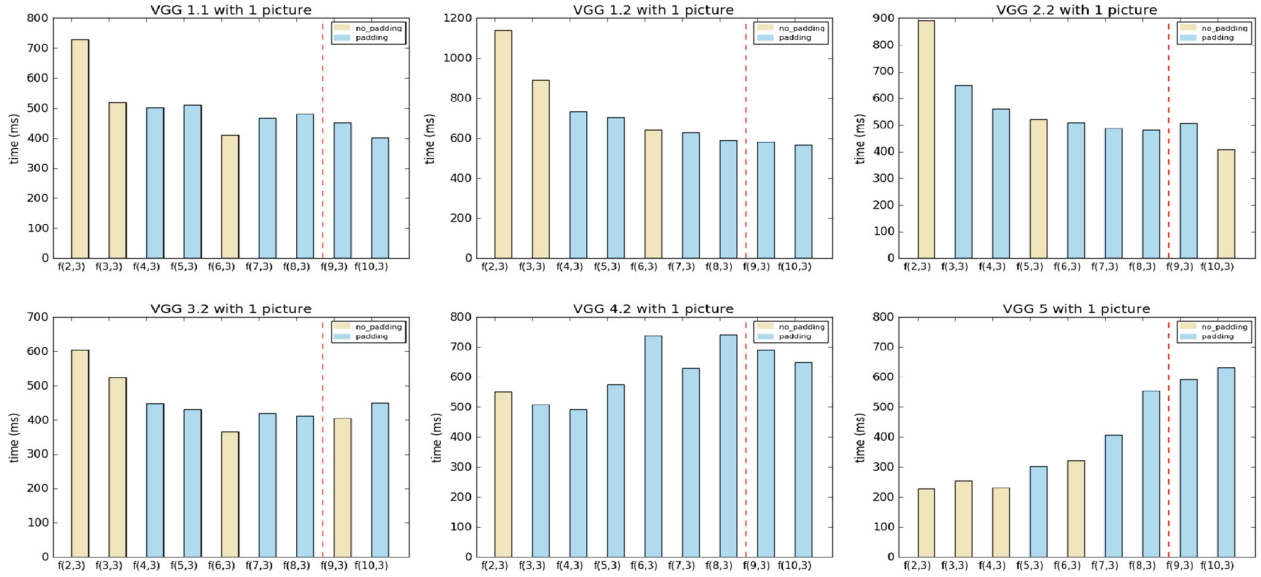 VGG 1.1 with 1 picture
800
700
600
500
400
300
200
100
0
time (ms)
no_padding
padding
f(2,3) f(3,3) f(4,3) f(5,3) f(6,3) f(7,3) f(8,3) f(9,3) f(10,3)
VGG 1.2 with 1 picture
1200
1000
800
600
400
200
0
time (ms)
no_padding
padding
f(2,3) f(3,3) f(4,3) f(5,3) f(6,3) f(7,3) f(8,3) f(9,3) f(10,3)
VGG 2.2 with 1 picture
900
800
700
600
500
400
300
200
100
0
time (ms)
no_padding
padding
f(2,3) f(3,3) f(4,3) f(5,3) f(6,3) f(7,3) f(8,3) f(9,3) f(10,3)
VGG 3.2 with 1 picture
700
600
500
400
300
200
100
0
time (ms)
no_padding
padding
f(2,3) f(3,3) f(4,3) f(5,3) f(6,3) f(7,3) f(8,3) f(9,3) f(10,3)
VGG 4.2 with 1 picture
800
700
600
500
400
300
200
100
0
time (ms)
no_padding
padding
f(2,3) f(3,3) f(4,3) f(5,3) f(6,3) f(7,3) f(8,3) f(9,3) f(10,3)
VGG 5 with 1 picture
800
700
600
500
400
300
200
100
0
time (ms)
no_padding
padding
f(2,3) f(3,3) f(4,3) f(5,3) f(6,3) f(7,3) f(8,3) f(9,3) f(10,3)